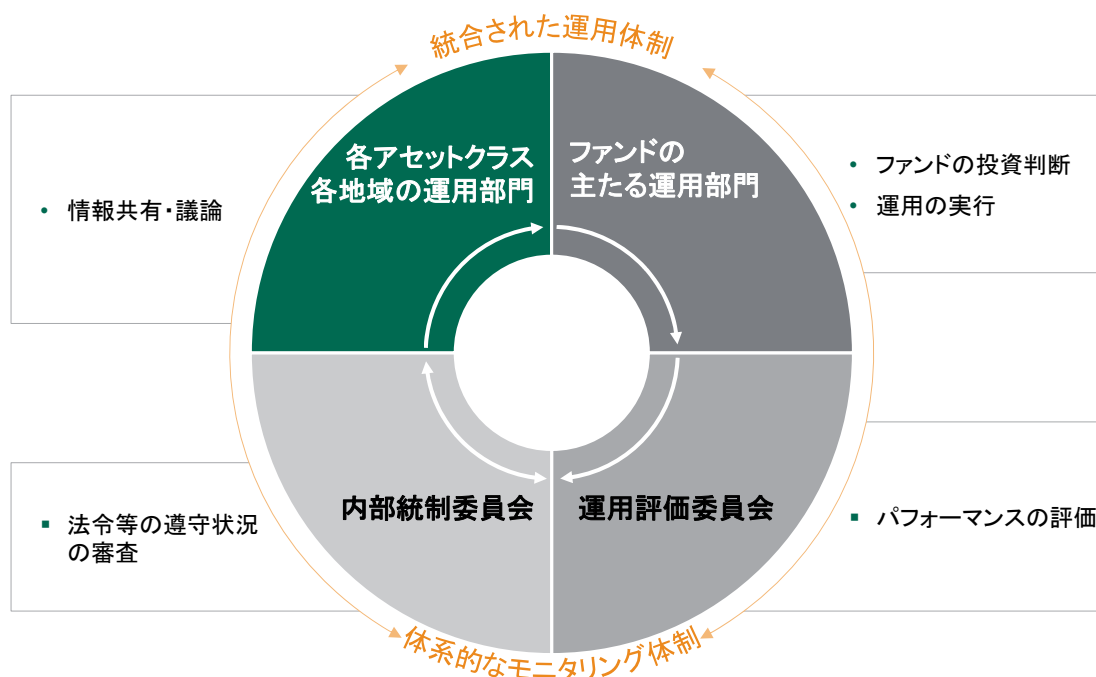 統合された運用体制
各アセットクラス
各地域の運用部門
ファンドの
主たる運用部門
• 情報共有・議論
• ファンドの投資判断
• 運用の実行
内部統制委員会
運用評価委員会
▪ 法令等の遵守状況
の審査
▪ パフォーマンスの評価
体系的なモニタリング体制